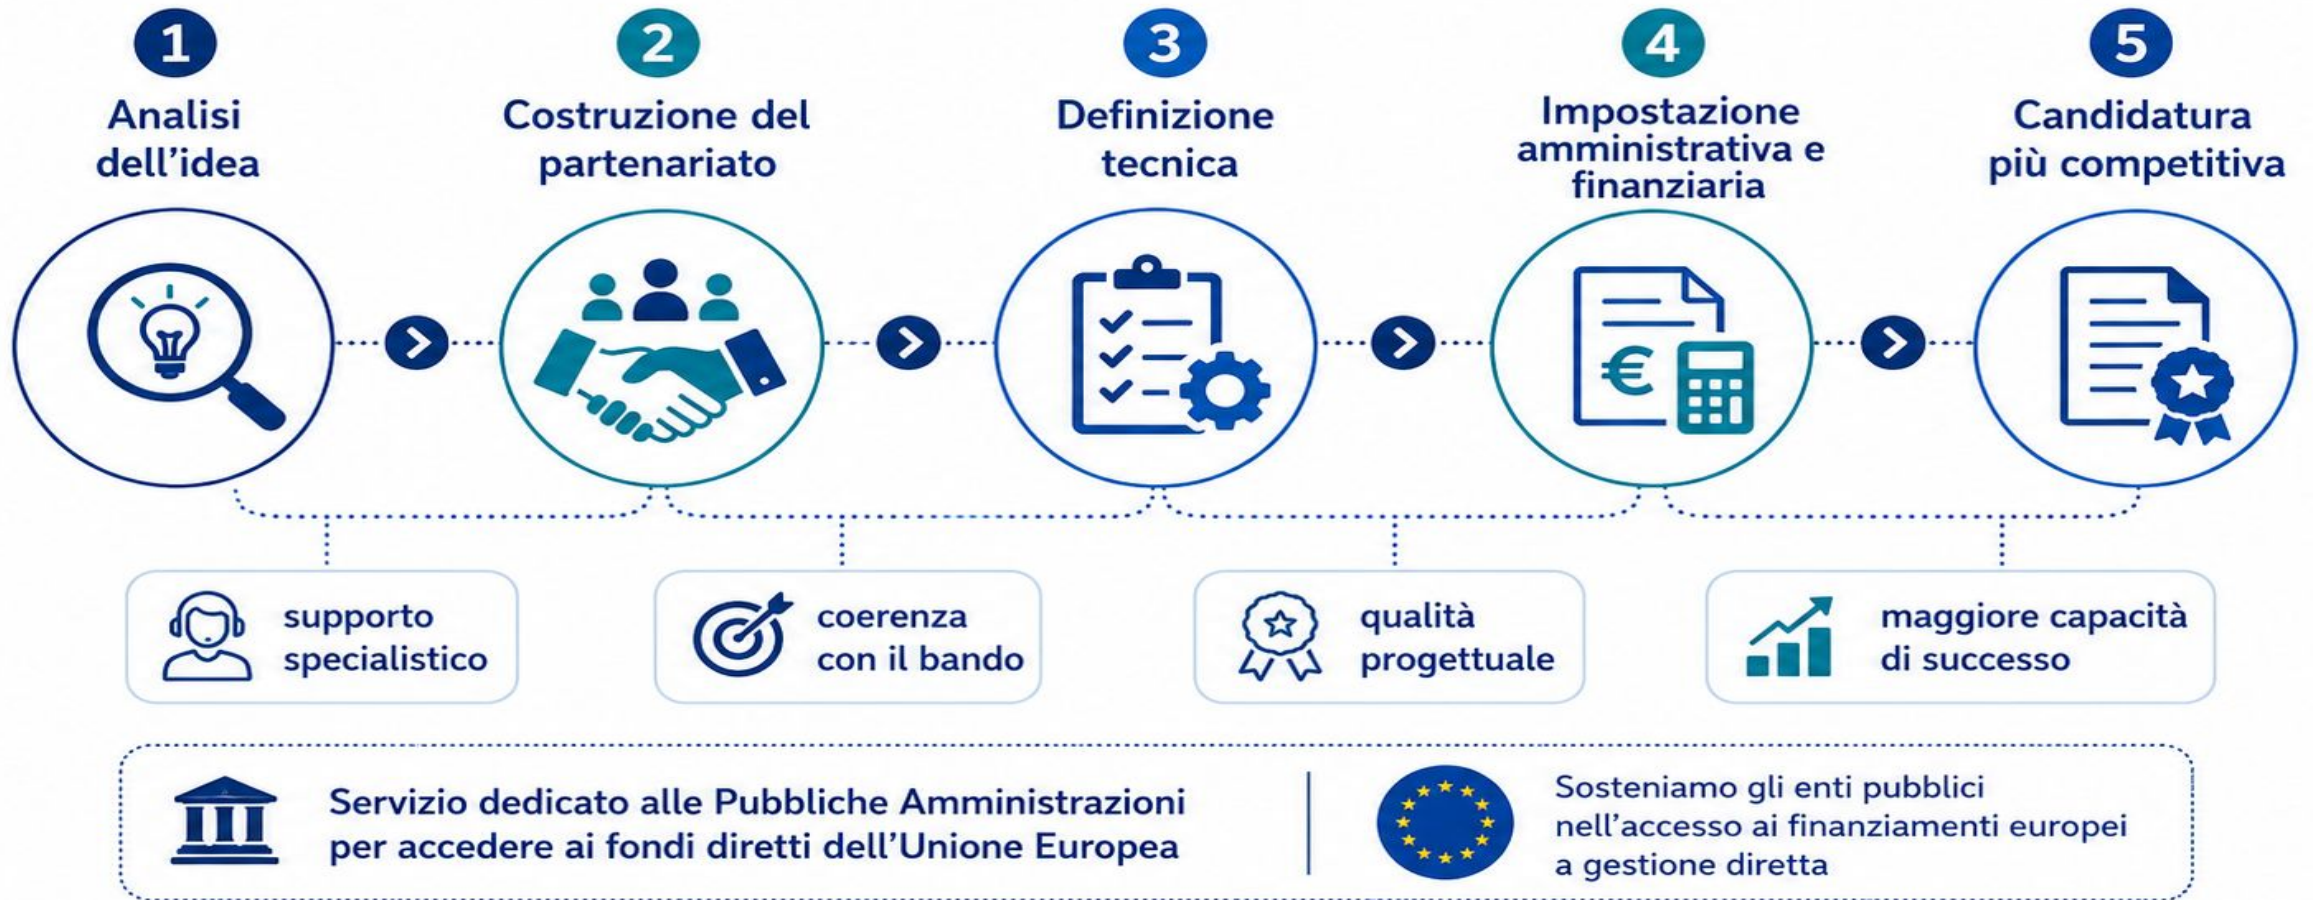 1
Analisi
dell’idea
2
Costruzione del
partenariato
3
Definizione
tecnica
4
Impostazione
amministrativa e
finanziaria
5
Candidatura
più competitiva
€
supporto
specialistico
coerenza
con il bando
qualità
progettuale
maggiore capacità
di successo
Servizio dedicato alle Pubbliche Amministrazioni
per accedere ai fondi diretti dell’Unione Europea
Sosteniamo gli enti pubblici
nell’accesso ai finanziamenti europei
a gestione diretta